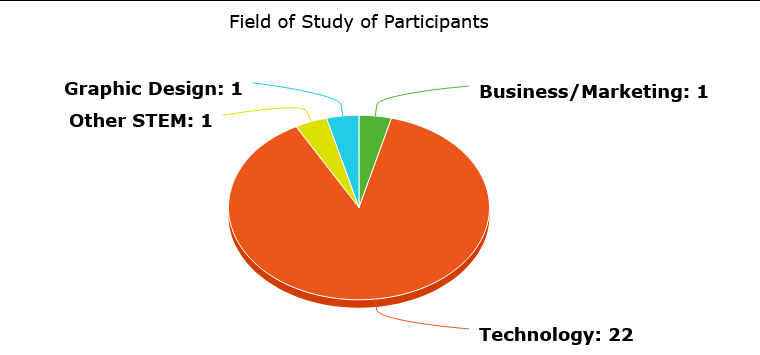 Field of Study of Participants
Graphic Design: 1
Business/Marketing: 1
Other STEM: 1
Technology: 22